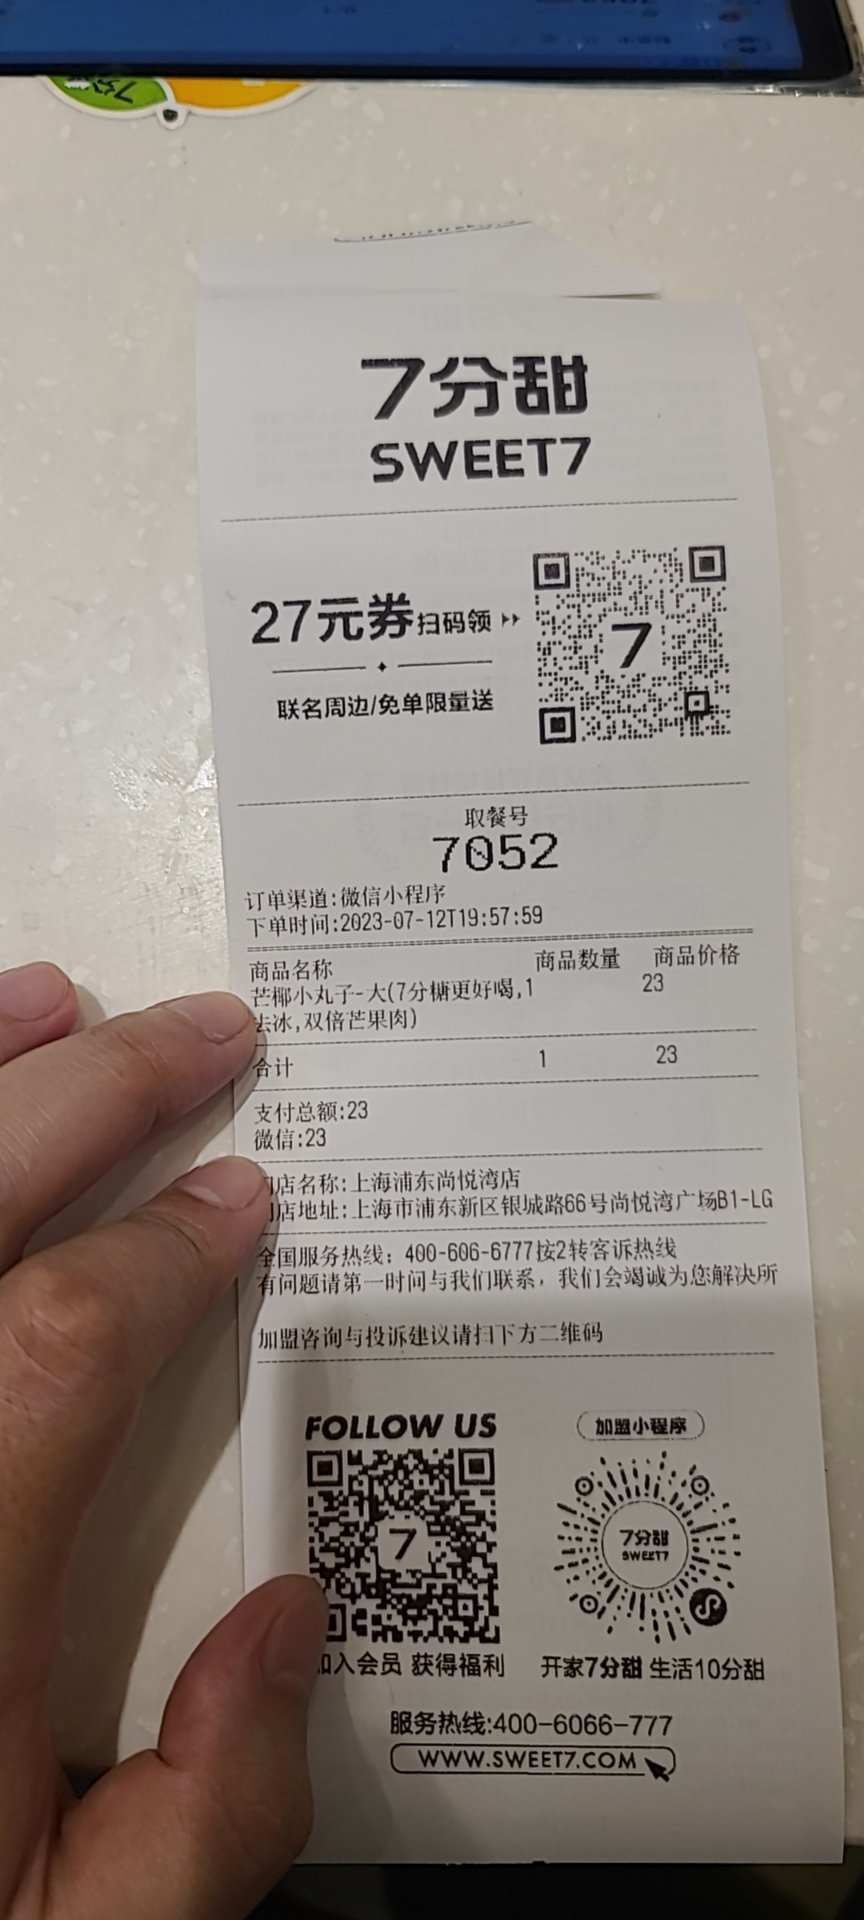 7分甜
SWEET7
27元券扫码领
联名周边/免单限量送
7
取餐号
7052
订单渠道:微信小程序
下单时间:2023-07-12T19:57:59
商品名称 商品数量 商品价格
芒椰小丸子-大(7分糖更好喝,1 23
去冰,双倍芒果肉)
合计 1 23
支付总额:23
微信:23
店名称:上海浦东尚悦湾店
店地址:上海市浦东新区银城路66号尚悦湾广场B1-LG
全国服务热线: 400-606-6777按2转客诉热线
有问题请第一时间与我们联系，我们会竭诚为您解决所
加盟咨询与投诉建议请扫下方二维码
FOLLOW US 加盟小程序
7
7分甜
SWEET7
加入会员 获得福利 开家7分甜 生活10分甜
服务热线:400-6066-777
WWW.SWEET7.COM